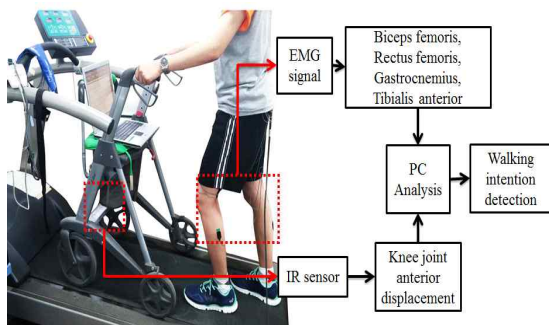 EMG
signal
Biceps femoris,
Rectus femoris,
Gastrocnemius,
Tibialis anterior
PC
Analysis
Walking
intention
detection
IR sensor
Knee joint
anterior
displacement